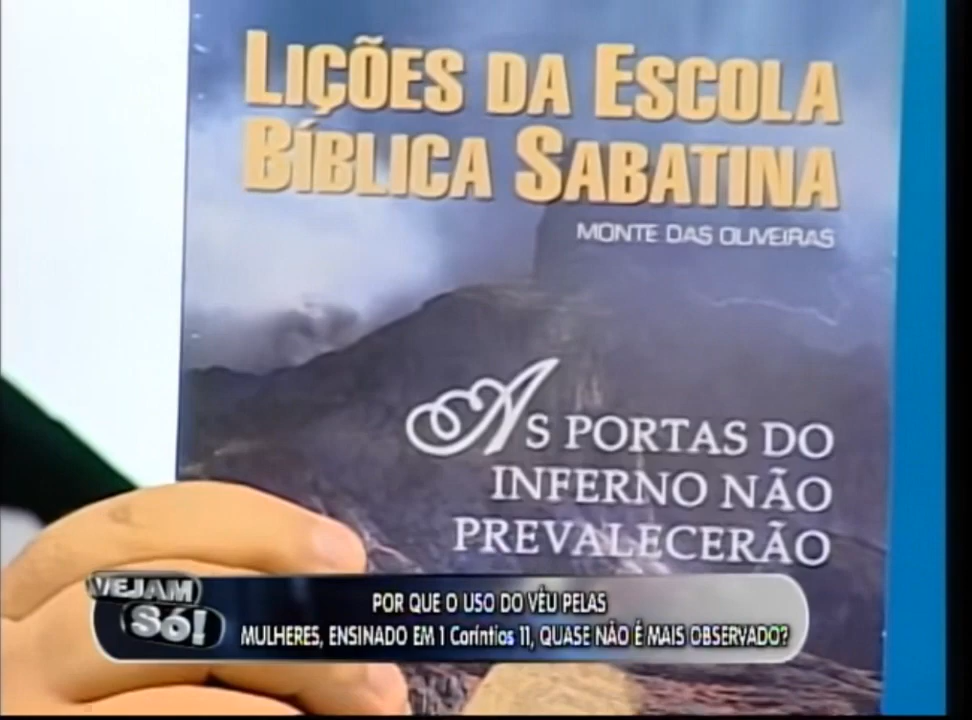 LIÇÕES DA ESCOLA
BÍBLICA SABATINA
MONTE DAS OLIVEIRAS
AS PORTAS DO
INFERNO NÃO
PREVALECERÃO
VEJAM
Só!
POR QUE O USO DO VÉU PELAS
MULHERES, ENSINADO EM 1 Coríntios 11, QUASE NÃO É MAIS OBSERVADO?